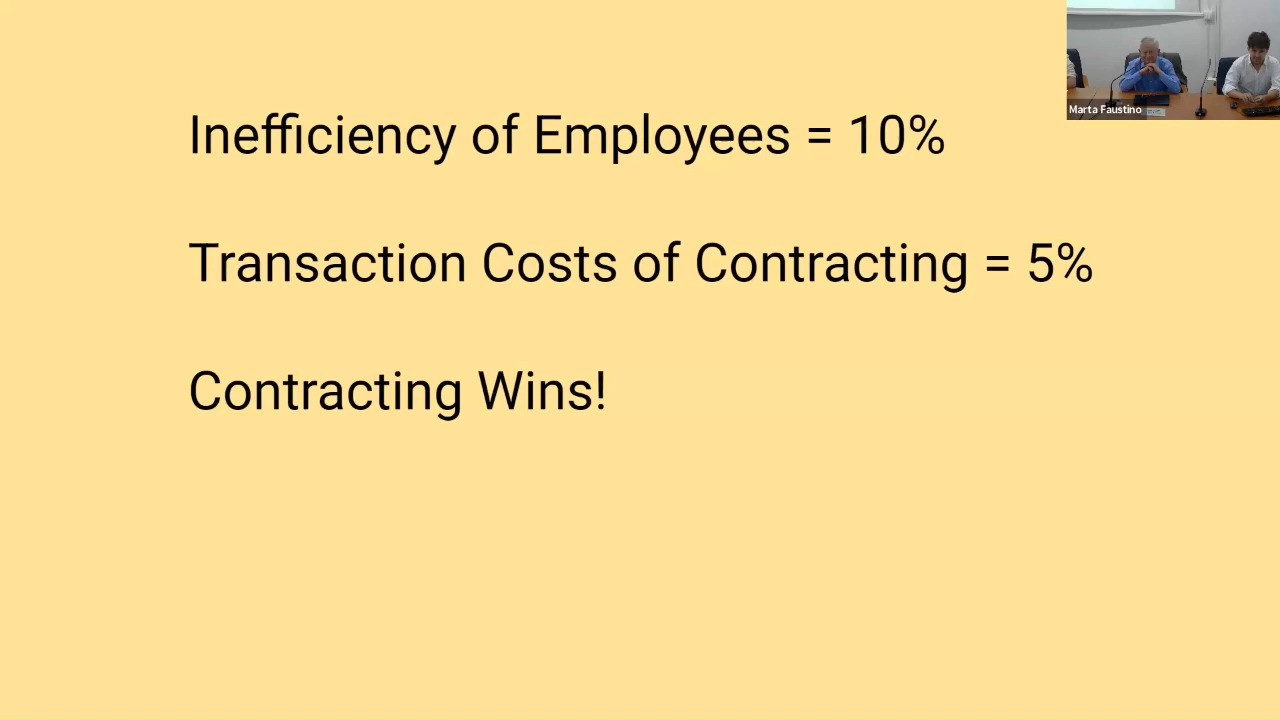 Inefficiency of Employees = 10%
Transaction Costs of Contracting = 5%
Contracting Wins!
Marta Faustino